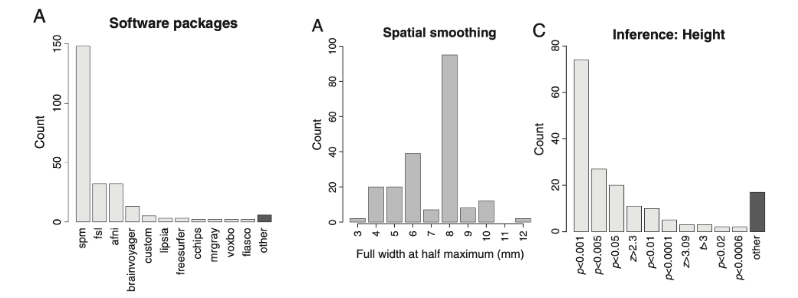 A
Software packages
Count
150
100
50
0
spm
fsl
afni
brainvoyager
custom
lipsia
freesurfer
cchips
mrgray
voxbo
fiasco
other
A
Spatial smoothing
Count
100
80
60
40
20
0
3 4 5 6 7 8 9 10 11 12
Full width at half maximum (mm)
C
Inference: Height
Count
80
60
40
20
0
p<0.001
p<0.005
p<0.05
z>2.3
p<0.01
p<0.0001
z>3.09
t>3
p<0.02
p<0.0006
other